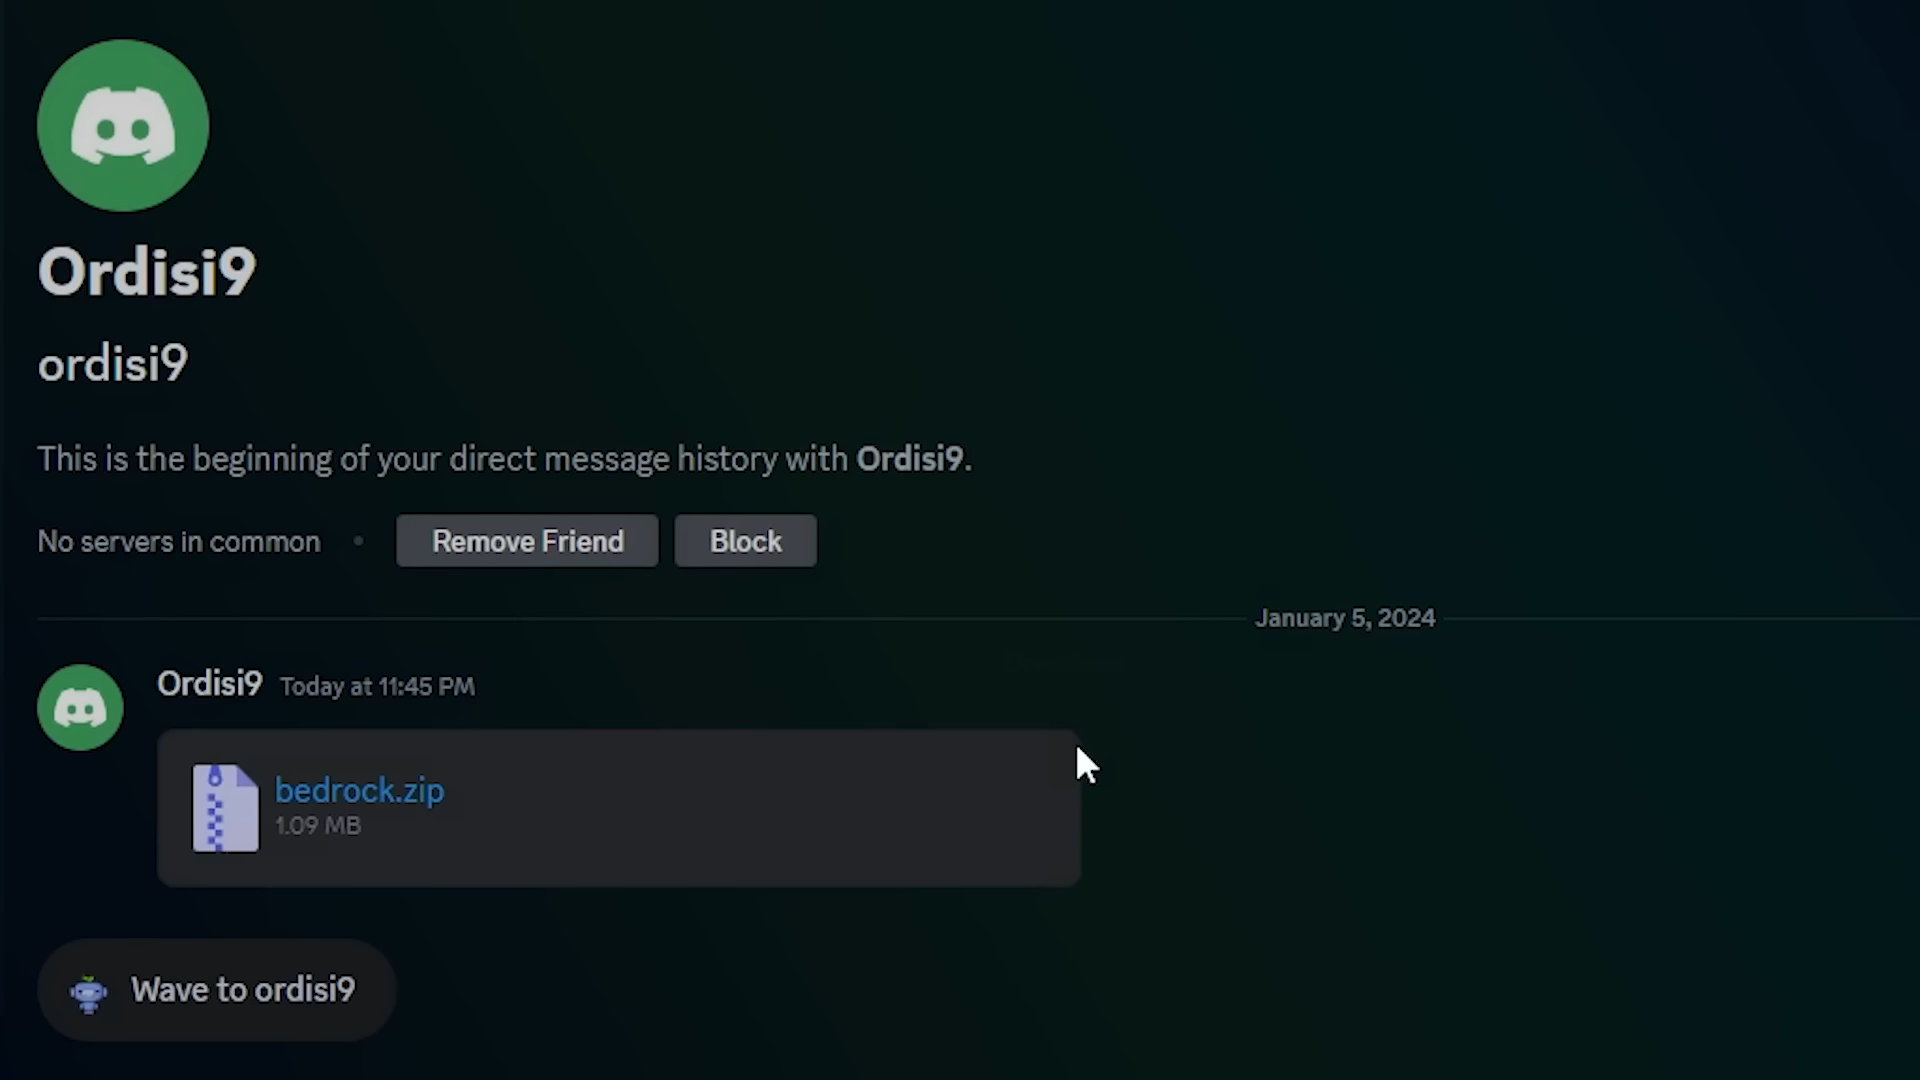 Ordisi9
ordisi9
This is the beginning of your direct message history with Ordisi9.
No servers in common • Remove Friend Block
January 5, 2024
Ordisi9 Today at 11:45 PM
bedrock.zip
1.09 MB
Wave to ordisi9